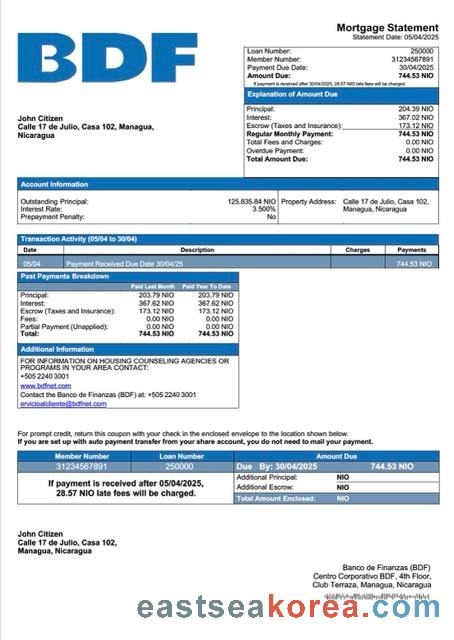 BDF
Mortgage Statement
Statement Date: 05/04/2025
Loan Number: 250000
Member Number: 31234567891
Payment Due Date: 30/04/2025
Amount Due: 744.53 NIO
If payment is received after 30/04/2025, 28.57 NIO late fees will be charged.
Explanation of Amount Due
Principal: 204.39 NIO
Interest: 367.02 NIO
Escrow (Taxes and Insurance): 173.12 NIO
Regular Monthly Payment: 744.53 NIO
Total Fees and Charges: 0.00 NIO
Overdue Payment: 0.00 NIO
Total Amount Due: 744.53 NIO
John Citizen
Calle 17 de Julio, Casa 102, Managua,
Nicaragua
Account Information
Outstanding Principal: 125,835.84 NIO
Interest Rate: 3.500%
Prepayment Penalty: No
Property Address: Calle 17 de Julio, Casa 102,
Managua, Nicaragua
Transaction Activity (05/04 to 30/04)
Date Description Charges Payments
05/04 Payment Received Due Date 30/04/25 744.53 NIO
Past Payments Breakdown
Paid Last Month Paid Year To Date
Principal: 203.79 NIO 203.79 NIO
Interest: 367.62 NIO 367.62 NIO
Escrow (Taxes and Insurance): 173.12 NIO 173.12 NIO
Fees: 0.00 NIO 0.00 NIO
Partial Payment (Unapplied): 0.00 NIO 0.00 NIO
Total: 744.53 NIO 744.53 NIO
Additional Information
FOR INFORMATION ON HOUSING COUNSELING AGENCIES OR
PROGRAMS IN YOUR AREA CONTACT:
+505 2240 3001
www.bdfnet.com
Contact the Banco de Finanzas (BDF) at: +505 2240 3001
ervicioalcliente@bdfnet.com
For prompt credit, return this coupon with your check in the enclosed envelope to the location shown below.
If you are set up with auto payment transfer from your share account, you do not need to mail your payment.
Member Number Loan Number Amount Due
31234567891 250000 Due By: 30/04/2025 744.53 NIO
If payment is received after 05/04/2025,
28.57 NIO late fees will be charged.
Additional Principal: NIO
Additional Escrow: NIO
Total Amount Enclosed: NIO
John Citizen
Calle 17 de Julio, Casa 102,
Managua, Nicaragua
Banco de Finanzas (BDF)
Centro Corporativo BDF, 4th Floor,
Club Terraza, Managua, Nicaragua
eastseakorea.com